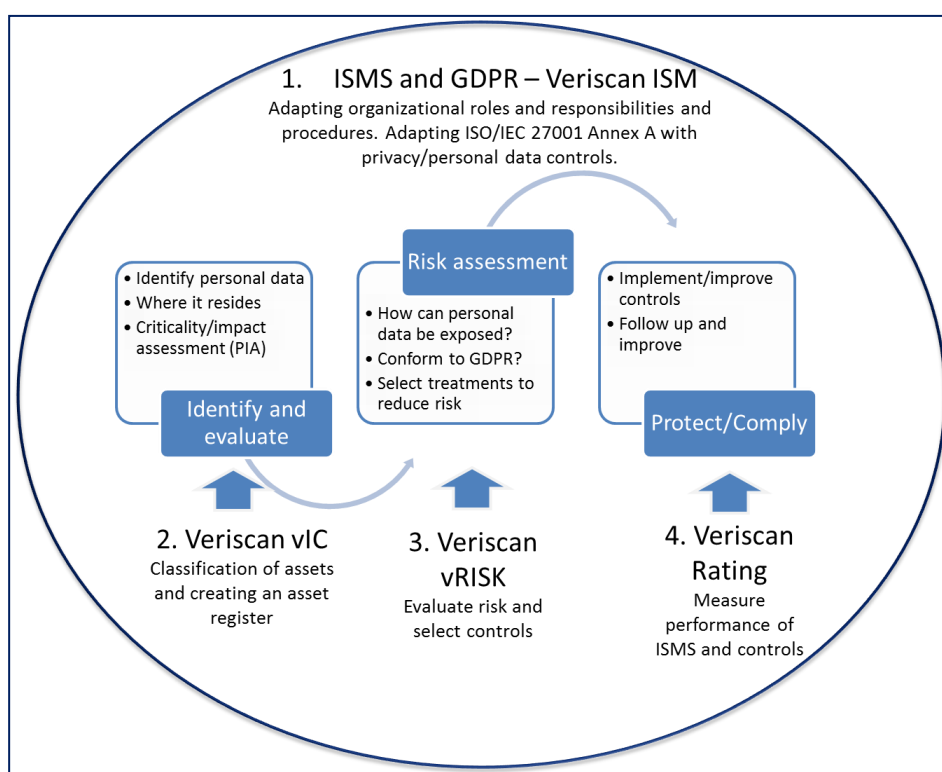 1. ISMS and GDPR – Veriscan ISM
Adapting organizational roles and responsibilities and
procedures. Adapting ISO/IEC 27001 Annex A with
privacy/personal data controls.
• Identify personal data
• Where it resides
• Criticality/impact
assessment (PIA)
Identify and
evaluate
Risk assessment
• How can personal
data be exposed?
• Conform to GDPR?
• Select treatments to
reduce risk
• Implement/improve
controls
• Follow up and
improve
Protect/Comply
2. Veriscan vIC
Classification of assets
and creating an asset
register
3. Veriscan
vRISK
Evaluate risk and
select controls
4. Veriscan
Rating
Measure
performance of
ISMS and controls